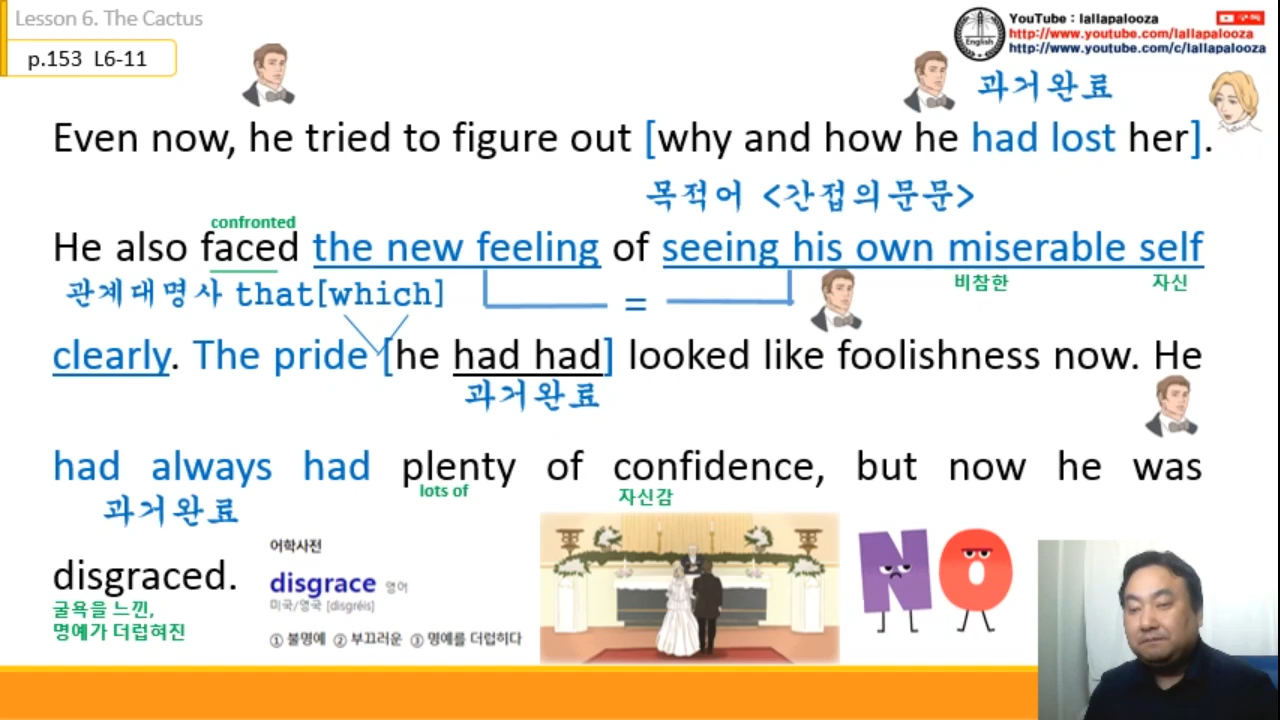 Lesson 6. The Cactus
p.153 L6-11
YouTube : lallapalooza
구독
http://www.youtube.com/lallapalooza
http://www.youtube.com/c/lallapalooza
English
과거완료
Even now, he tried to figure out [why and how he had lost her].
목적어 <간접의문문>
confronted
He also faced the new feeling of seeing his own miserable self
비참한
자신
관계대명사 that[which]
=
clearly. The pride [he had had] looked like foolishness now. He
과거완료
had always had plenty of confidence, but now he was
lots of
자신감
과거완료
disgraced.
굴욕을 느낀,
명예가 더럽혀진
어학사전
disgrace 영어
미국/영국 [disgréis]
① 불명예 ② 부끄러운 ③ 명예를 더럽히다
NO